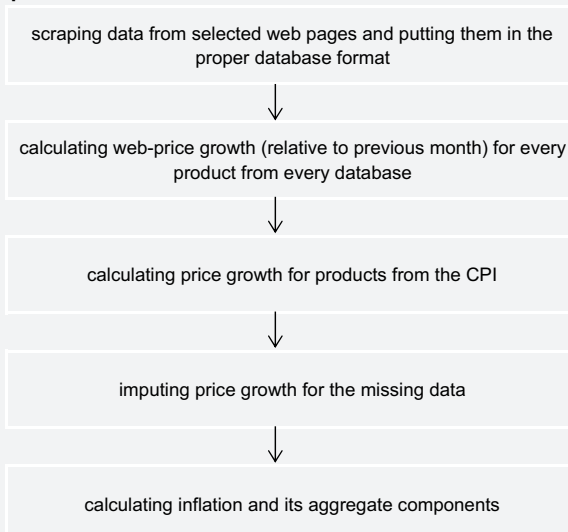 scraping data from selected web pages and putting them in the
proper database format
calculating web-price growth (relative to previous month) for every
product from every database
calculating price growth for products from the CPI
imputing price growth for the missing data
calculating inflation and its aggregate components